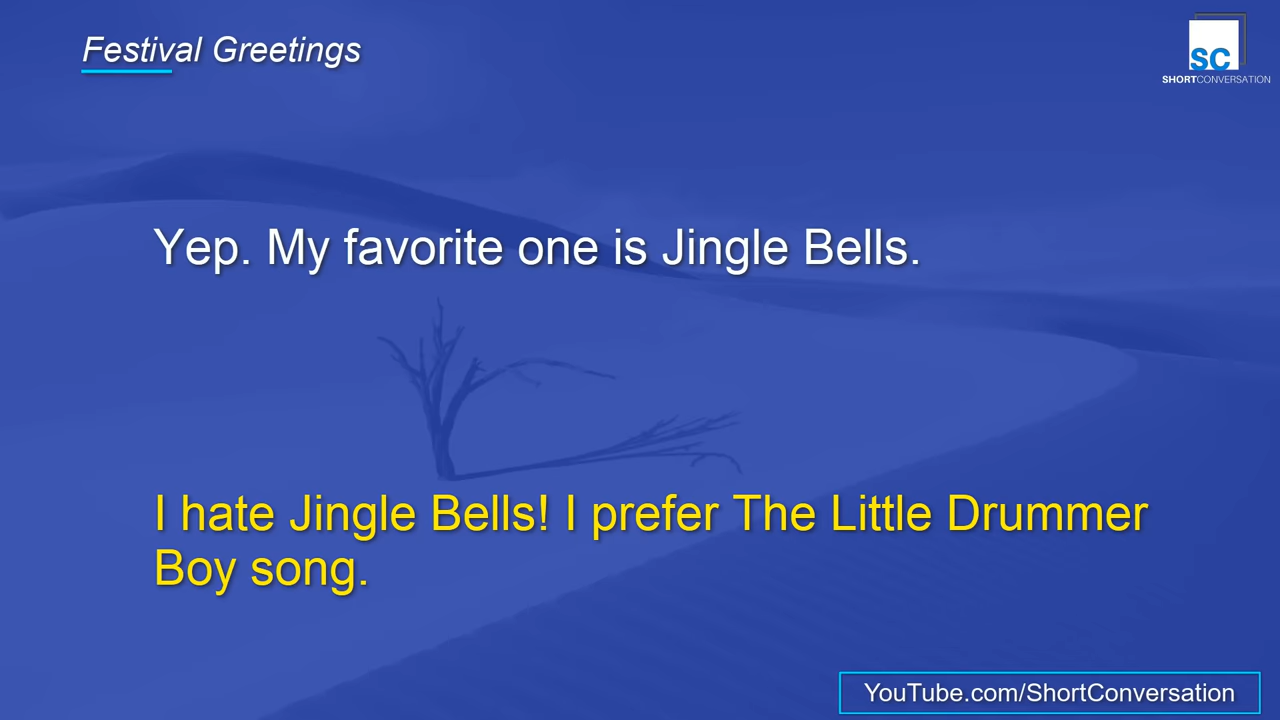 Festival Greetings
SC
SHORTCONVERSATION
Yep. My favorite one is Jingle Bells.
I hate Jingle Bells! I prefer The Little Drummer
Boy song.
YouTube.com/ShortConversation